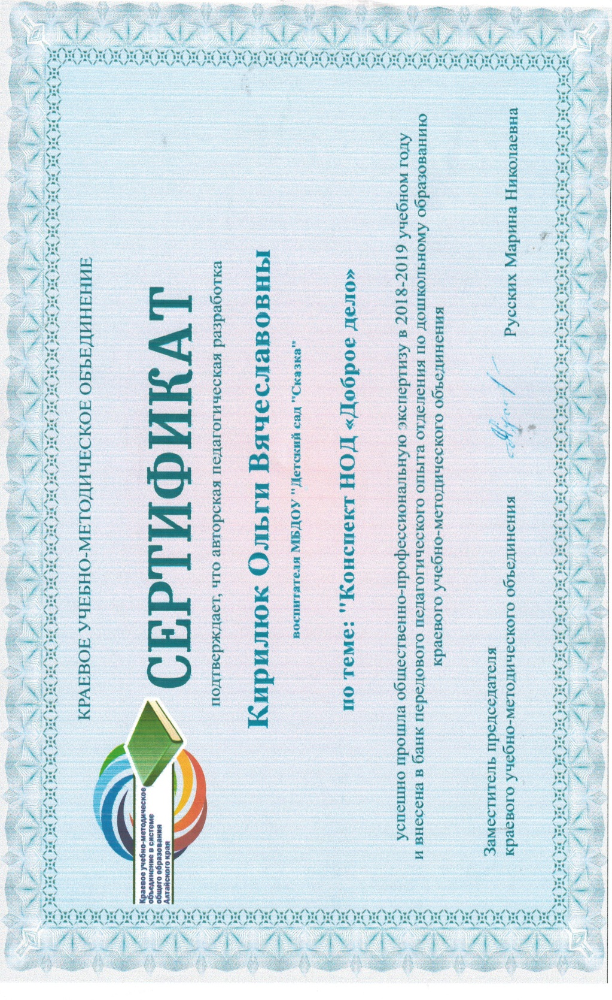 КРАЕВОЕ УЧЕБНО-МЕТОДИЧЕСКОЕ ОБЪЕДИНЕНИЕ
Краевое учебно-методическое
объединение в системе
общего образования
Алтайского края
СЕРТИФИКАТ
подтверждает, что авторская педагогическая разработка
Кирилюк Ольги Вячеславовны
воспитателя МБДОУ "Детский сад "Сказка"
по теме: "Конспект НОД «Доброе дело»
успешно прошла общественно-профессиональную экспертизу в 2018-2019 учебном году
и внесена в банк передового педагогического опыта отделения по дошкольному образованию
краевого учебно-методического объединения
Заместитель председателя
краевого учебно-методического объединения
Русских Марина Николаевна